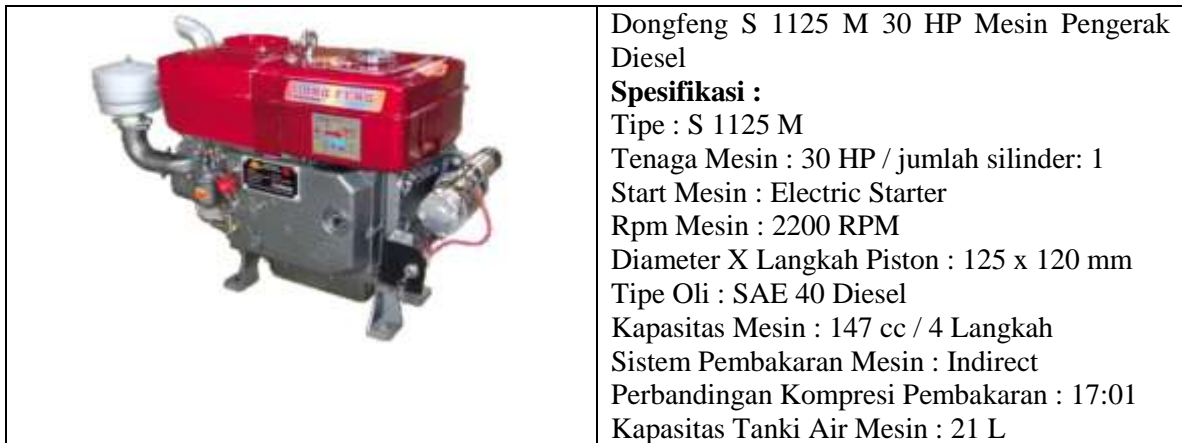 Dongfeng S 1125 M 30 HP Mesin Pengerak
Diesel
Spesifikasi :
Tipe : S 1125 M
Tenaga Mesin : 30 HP / jumlah silinder: 1
Start Mesin : Electric Starter
Rpm Mesin : 2200 RPM
Diameter X Langkah Piston : 125 x 120 mm
Tipe Oli : SAE 40 Diesel
Kapasitas Mesin : 147 cc / 4 Langkah
Sistem Pembakaran Mesin : Indirect
Perbandingan Kompresi Pembakaran : 17:01
Kapasitas Tanki Air Mesin : 21 L